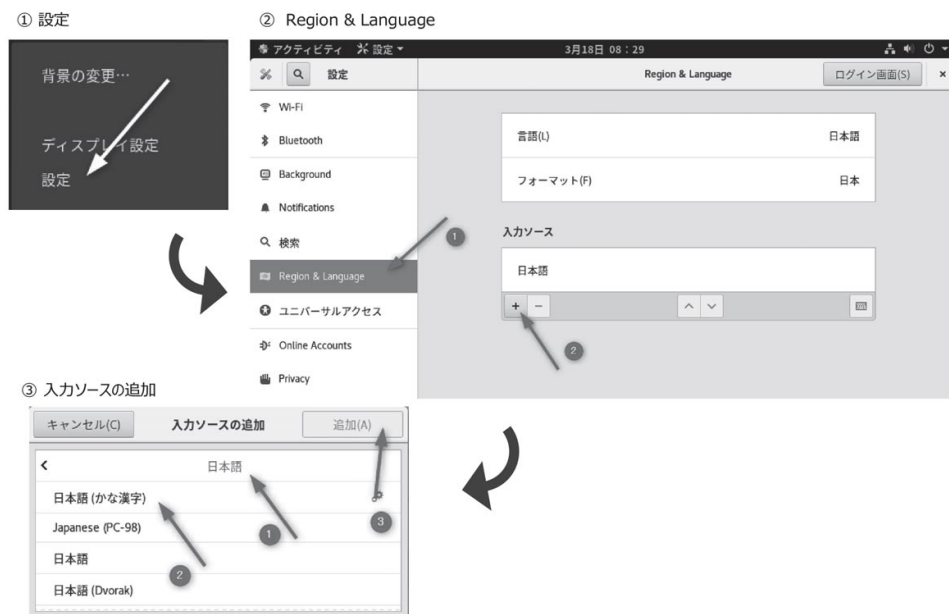 ① 設定
背景の変更…
ディスプレイ設定
設定
② Region & Language
アクティビティ 設定
3月18日 08:29
設定
Region & Language
ログイン画面(S)
×
Wi-Fi
Bluetooth
Background
Notifications
検索
Region & Language
ユニバーサルアクセス
Online Accounts
Privacy
言語(L) 日本語
フォーマット(F) 日本
入力ソース
日本語
+ −
1
2
③ 入力ソースの追加
キャンセル(C) 入力ソースの追加 追加(A)
日本語
日本語 (かな漢字)
Japanese (PC-98)
日本語
日本語 (Dvorak)
1
2
3